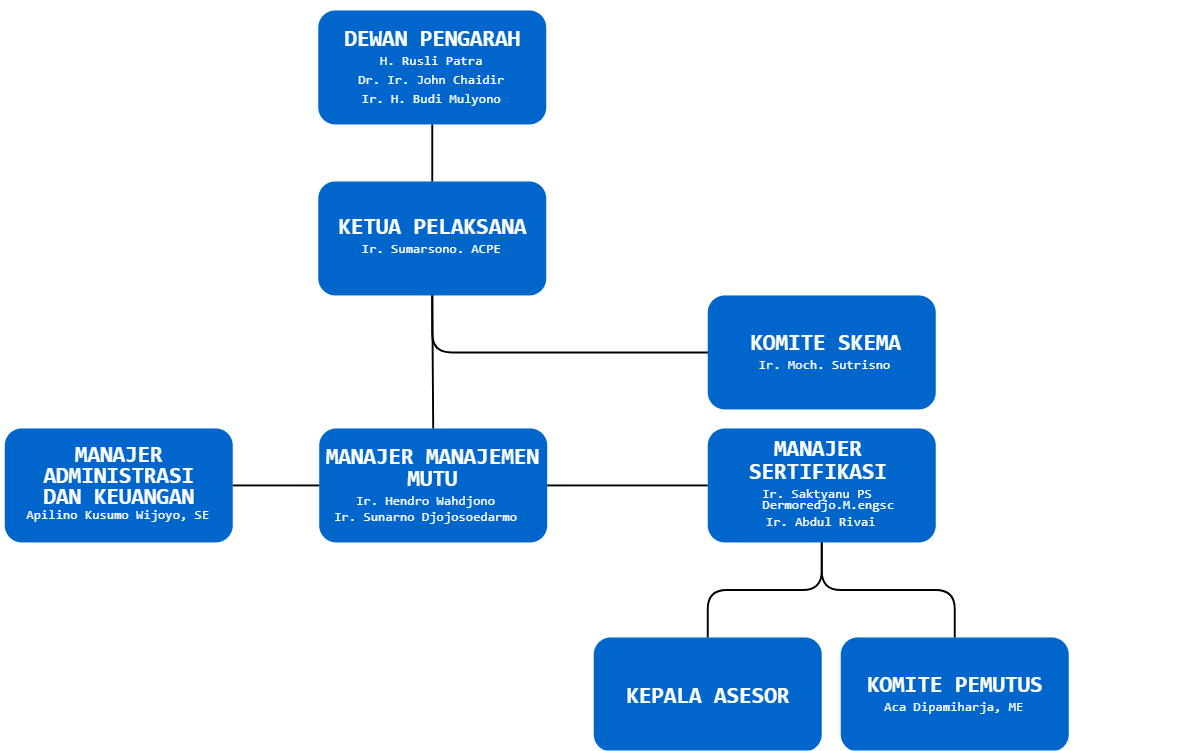 DEWAN PENGARAH
H. Rusli Patra
Dr. Ir. John Chaidir
Ir. H. Budi Mulyono
KETUA PELAKSANA
Ir. Sumarsono. ACPE
KOMITE SKEMA
Ir. Moch. Sutrisno
MANAJER
ADMINISTRASI
DAN KEUANGAN
Apilino Kusumo Wijoyo, SE
MANAJER MANAJEMEN
MUTU
Ir. Hendro Wahdjono
Ir. Sunarno Djojosoedarmo
MANAJER
SERTIFIKASI
Ir. Saktyanu PS
Dermoredjo.M.engsc
Ir. Abdul Rivai
KEPALA ASESOR
KOMITE PEMUTUS
Aca Dipamiharja, ME